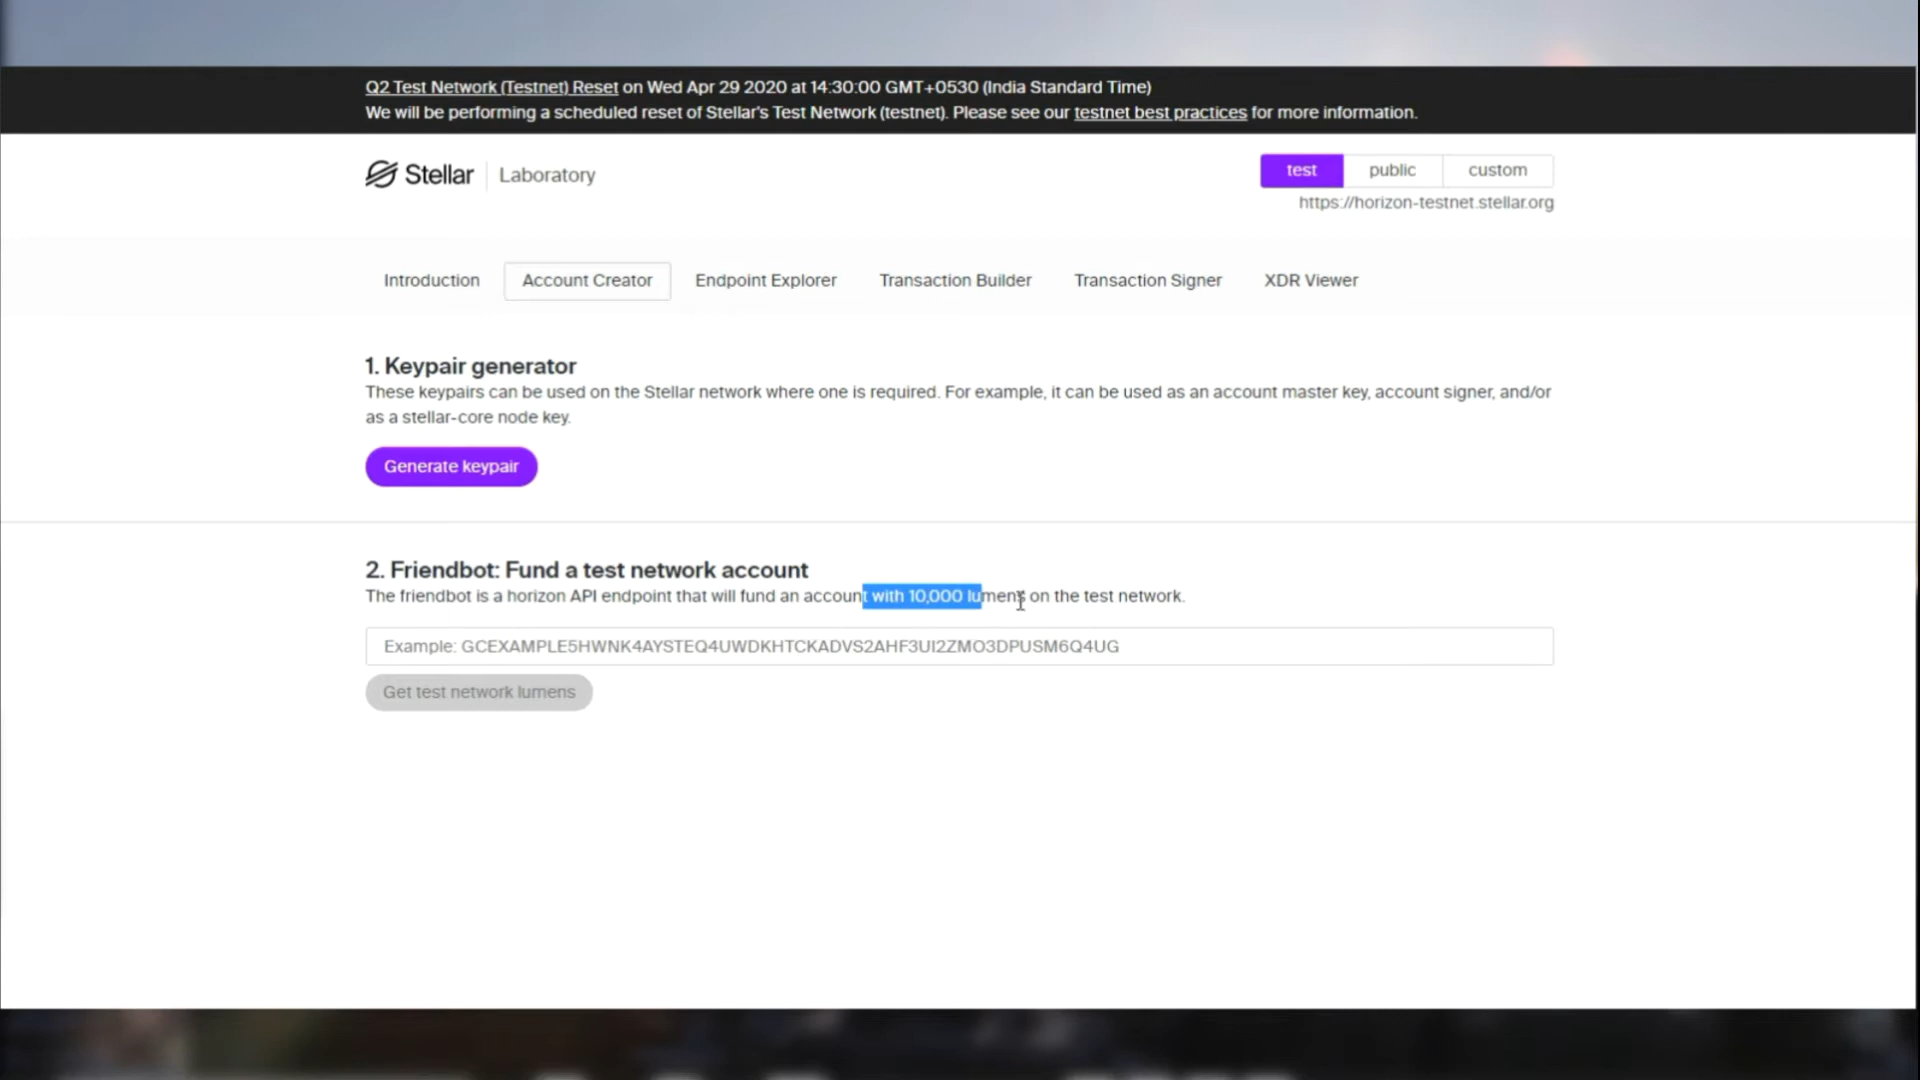 Q2 Test Network (Testnet) Reset on Wed Apr 29 2020 at 14:30:00 GMT+0530 (India Standard Time)
We will be performing a scheduled reset of Stellar's Test Network (testnet). Please see our testnet best practices for more information.
Stellar Laboratory
test public custom
https://horizon-testnet.stellar.org
Introduction Account Creator Endpoint Explorer Transaction Builder Transaction Signer XDR Viewer
1. Keypair generator
These keypairs can be used on the Stellar network where one is required. For example, it can be used as an account master key, account signer, and/or
as a stellar-core node key.
Generate keypair
2. Friendbot: Fund a test network account
The friendbot is a horizon API endpoint that will fund an account with 10,000 lumens on the test network.
Example: GCEXAMPLE5HWNK4AYSTEQ4UWDKHTCKADVS2AHF3UI2ZMO3DPUSM6Q4UG
Get test network lumens